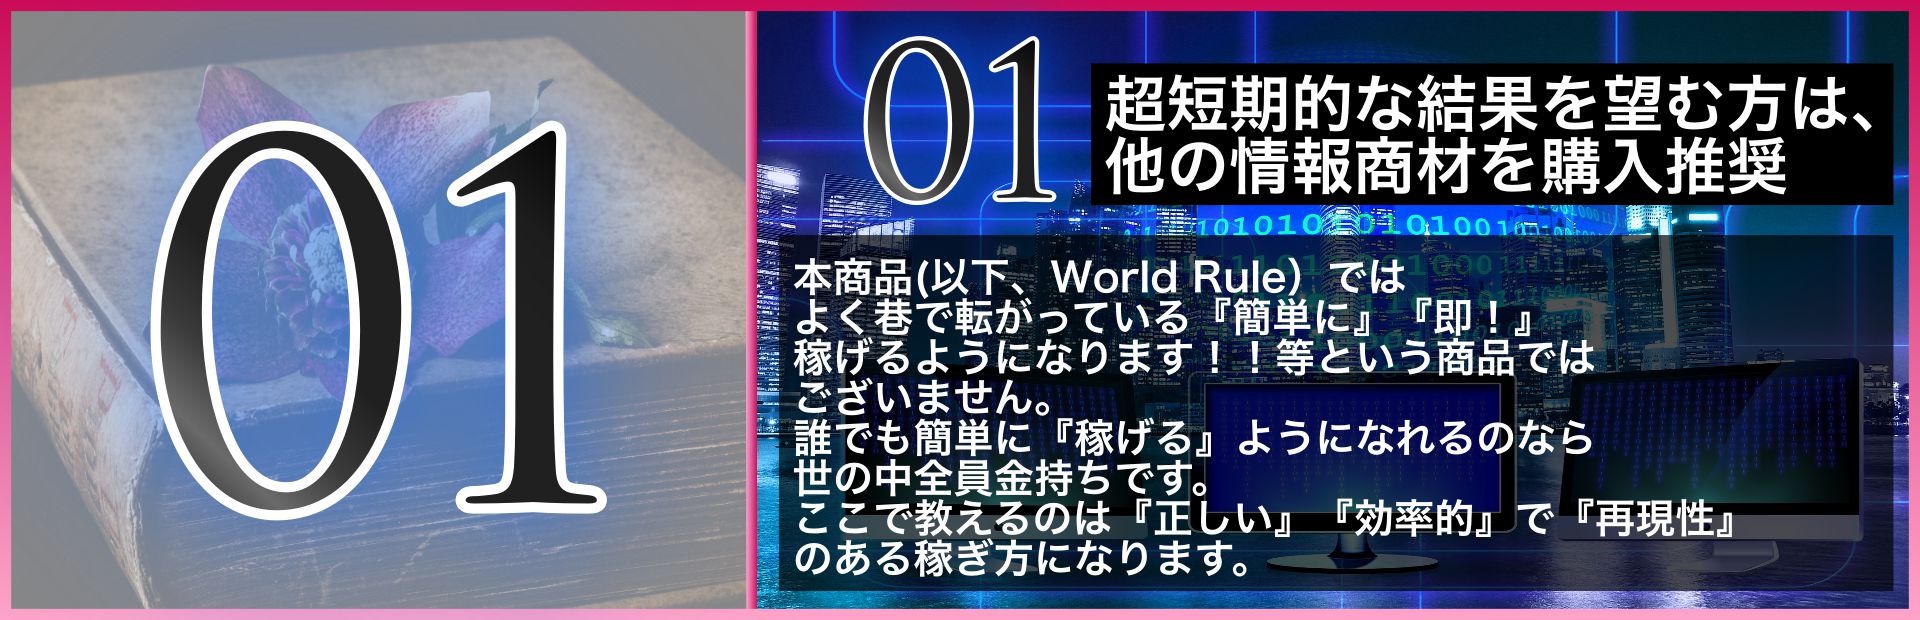 01
01
超短期的な結果を望む方は、
他の情報商材を購入推奨
101010101010100100
本商品(以下、World Rule）では
よく巷で転がっている『簡単に』『即！』
稼げるようになります！！等という商品では
ございません。
誰でも簡単に『稼げる』ようになれるのなら
世の中全員金持ちです。
ここで教えるのは『正しい』『効率的』で『再現性』
のある稼ぎ方になります。